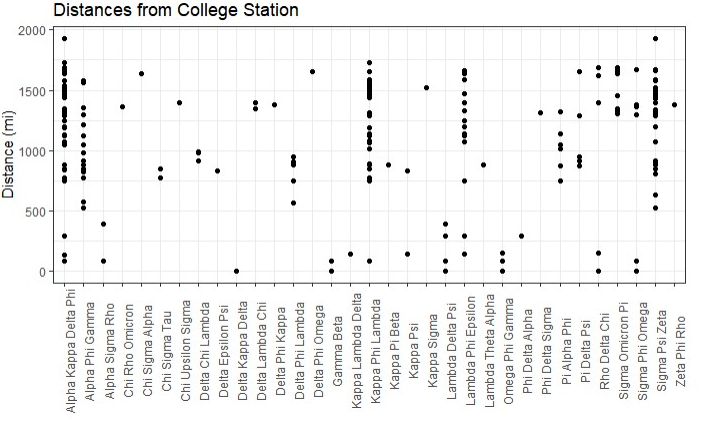 Distances from College Station
Distance (mi)
2000
1500
1000
500
0
Alpha Kappa Delta Phi
Alpha Phi Gamma
Alpha Sigma Rho
Chi Rho Omicron
Chi Sigma Alpha
Chi Sigma Tau
Chi Upsilon Sigma
Delta Chi Lambda
Delta Epsilon Psi
Delta Kappa Delta
Delta Lambda Chi
Delta Phi Kappa
Delta Phi Lambda
Delta Phi Omega
Gamma Beta
Kappa Lambda Delta
Kappa Phi Lambda
Kappa Pi Beta
Kappa Psi
Kappa Sigma
Lambda Delta Psi
Lambda Phi Epsilon
Lambda Theta Alpha
Omega Phi Gamma
Phi Delta Alpha
Phi Delta Sigma
Pi Alpha Phi
Pi Delta Psi
Rho Delta Chi
Sigma Omicron Pi
Sigma Phi Omega
Sigma Psi Zeta
Zeta Phi Rho